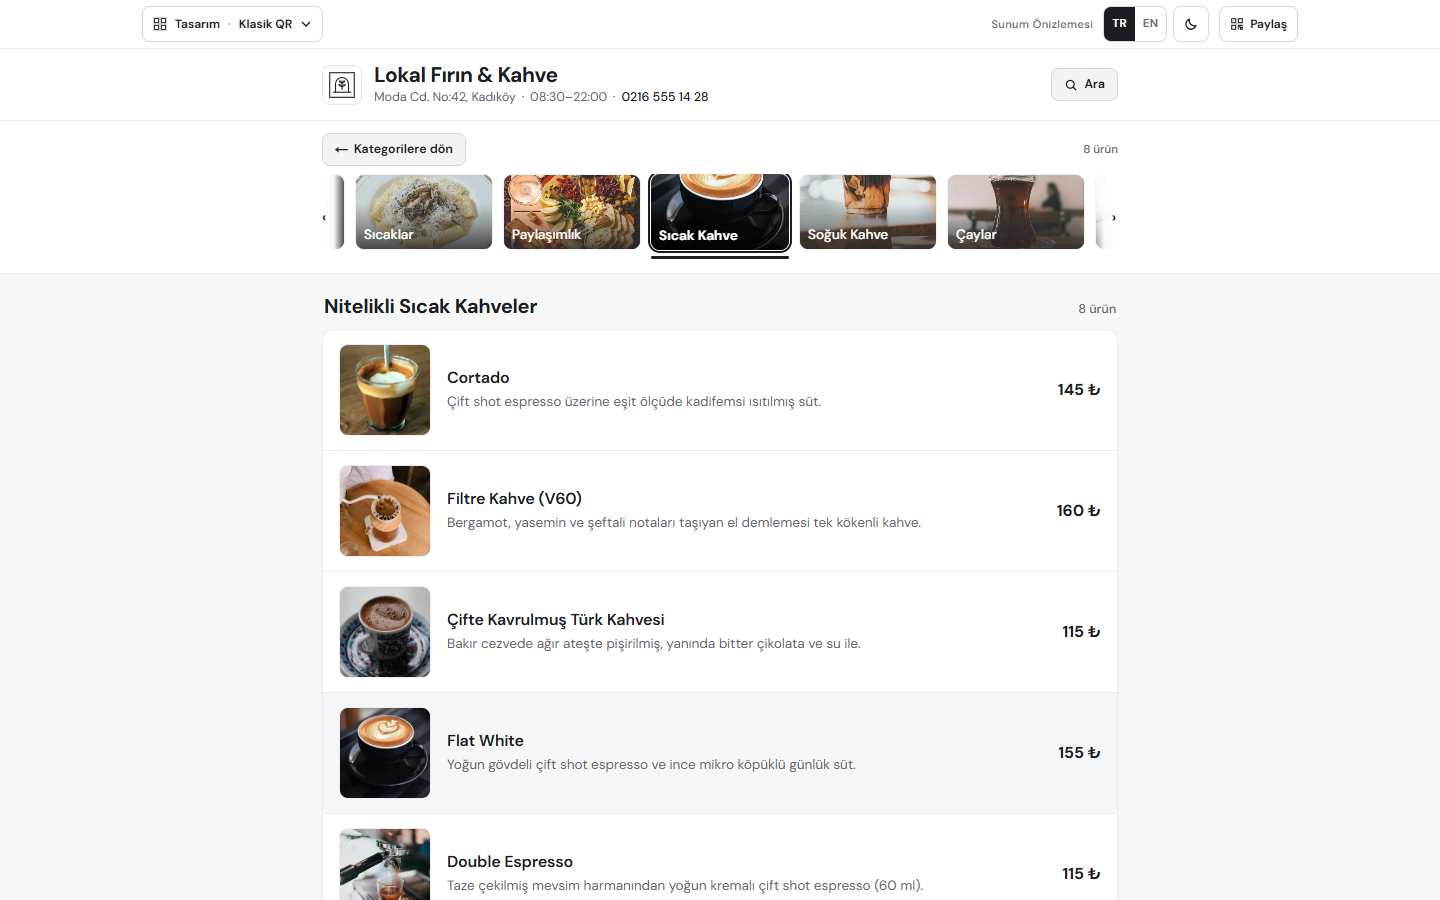 Tasarım · Klasik QR
Sunum Önizlemesi
TR
EN
Paylaş
Lokal Fırın & Kahve
Moda Cd. No:42, Kadıköy · 08:30–22:00 · 0216 555 14 28
Ara
← Kategorilere dön
8 ürün
‹
Sıcaklar
Paylaşımlık
Sıcak Kahve
Soğuk Kahve
Çaylar
›
Nitelikli Sıcak Kahveler
8 ürün
Cortado
Çift shot espresso üzerine eşit ölçüde kadifemsi ısıtılmış süt.
145 ₺
Filtre Kahve (V60)
Bergamot, yasemin ve şeftali notaları taşıyan el demlemesi tek kökenli kahve.
160 ₺
Çifte Kavrulmuş Türk Kahvesi
Bakır cezvede ağır ateşte pişirilmiş, yanında bitter çikolata ve su ile.
115 ₺
Flat White
Yoğun gövdeli çift shot espresso ve ince mikro köpüklü günlük süt.
155 ₺
Double Espresso
Taze çekilmiş mevsim harmanından yoğun kremalı çift shot espresso (60 ml).
115 ₺